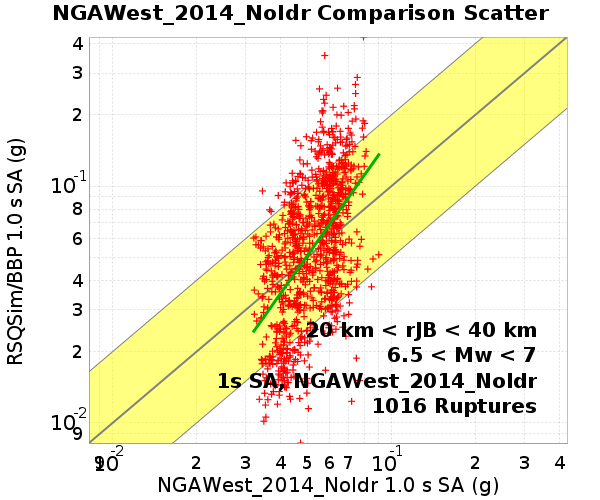 NGAWest_2014_NoIdr Comparison Scatter
RSQSim/BBP 1.0 s SA (g)
4
3
2
10^-1
8
6
4
3
2
10^-2
9
20 km < rJB < 40 km
6.5 < Mw < 7
1s SA, NGAWest_2014_NoIdr
1016 Ruptures
9 10^-2 2 3 4 5 6 7 10^-1 2 3 4
NGAWest_2014_NoIdr 1.0 s SA (g)